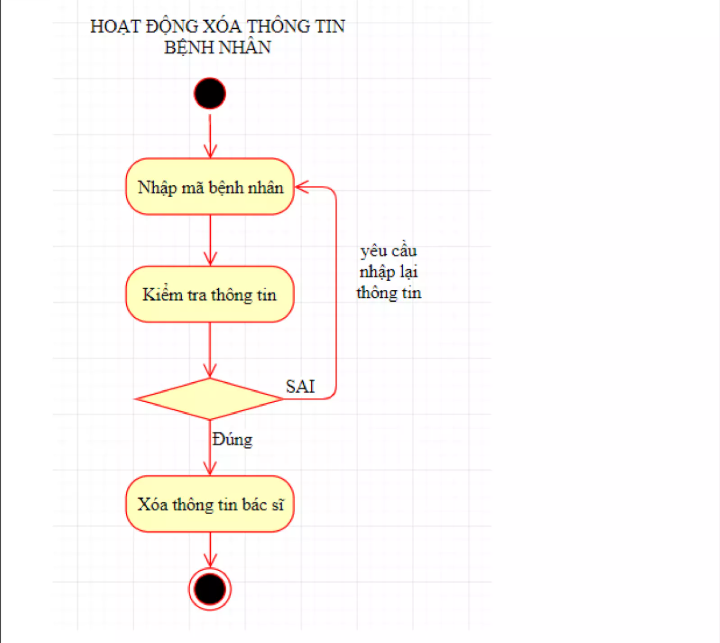 HOẠT ĐỘNG XÓA THÔNG TIN
BỆNH NHÂN
Nhập mã bệnh nhân
yêu cầu
nhập lại
thông tin
Kiểm tra thông tin
SAI
Đúng
Xóa thông tin bác sĩ